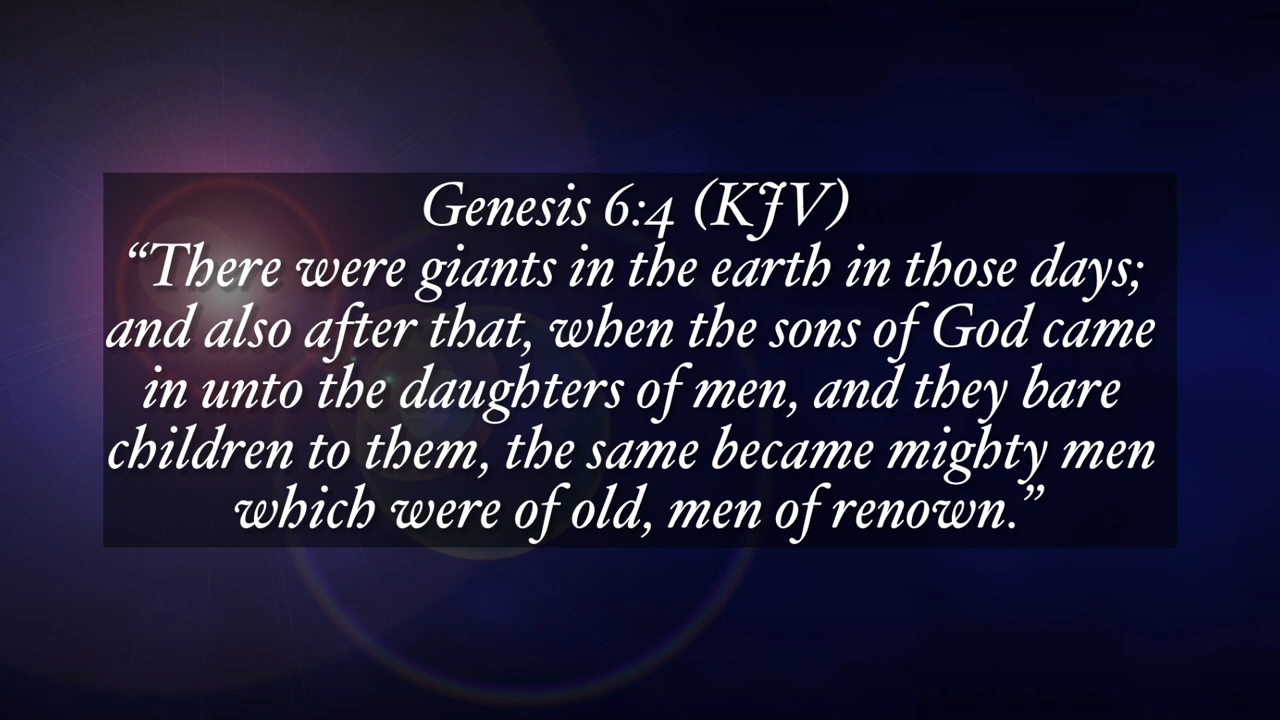 Genesis 6:4 (KJV)
“There were giants in the earth in those days;
and also after that, when the sons of God came
in unto the daughters of men, and they bare
children to them, the same became mighty men
which were of old, men of renown.”